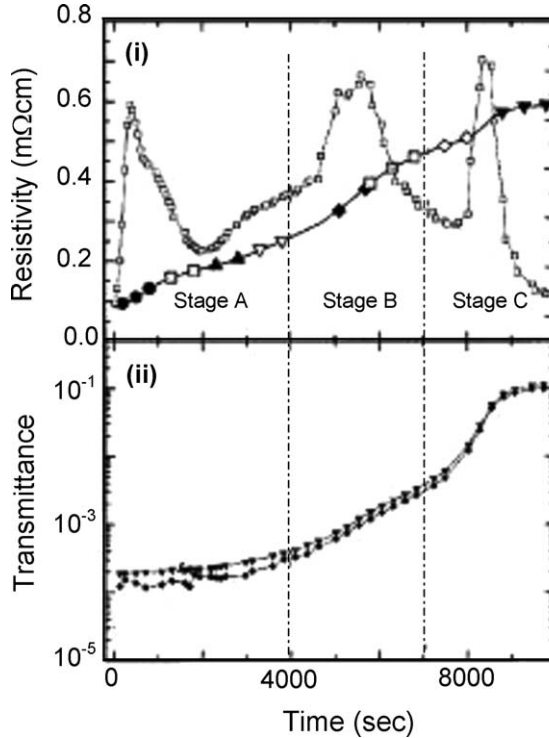 (i)
0.8
0.6
0.4
0.2
0.0
Resistivity (mΩcm)
Stage A
Stage B
Stage C
(ii)
10-1
10-3
10-5
Transmittance
0
4000
8000
Time (sec)